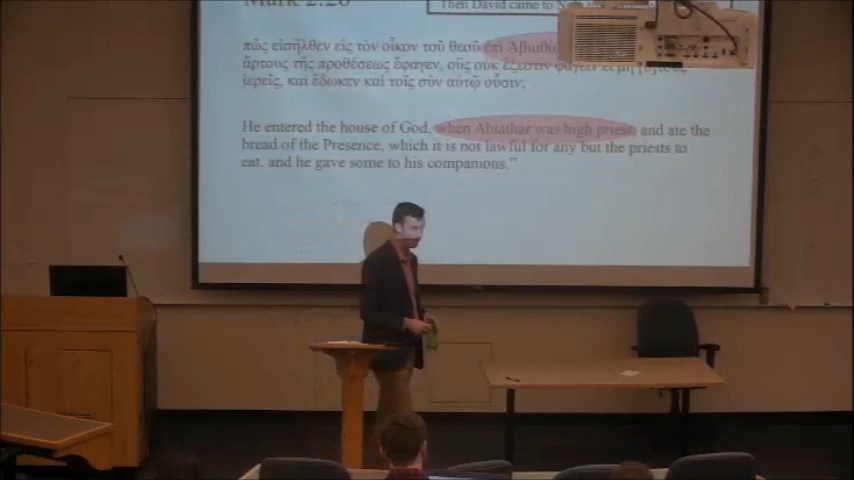 Mark 2:26
Then David came to
πῶς εἰσῆλθεν εἰς τὸν οἶκον τοῦ θεοῦ ἐπὶ
ἄρτους τῆς προθέσεως ἔφαγεν, οὓς οὐκ ἔξεστιν φαγεῖν εἰ μὴ τοὺς
ἱερεῖς, καὶ ἔδωκεν καὶ τοῖς σὺν αὐτῷ οὖσιν;
He entered the house of God, when Abiathar was high priest, and ate the
bread of the Presence, which it is not lawful for any but the priests to
eat, and he gave some to his companions."